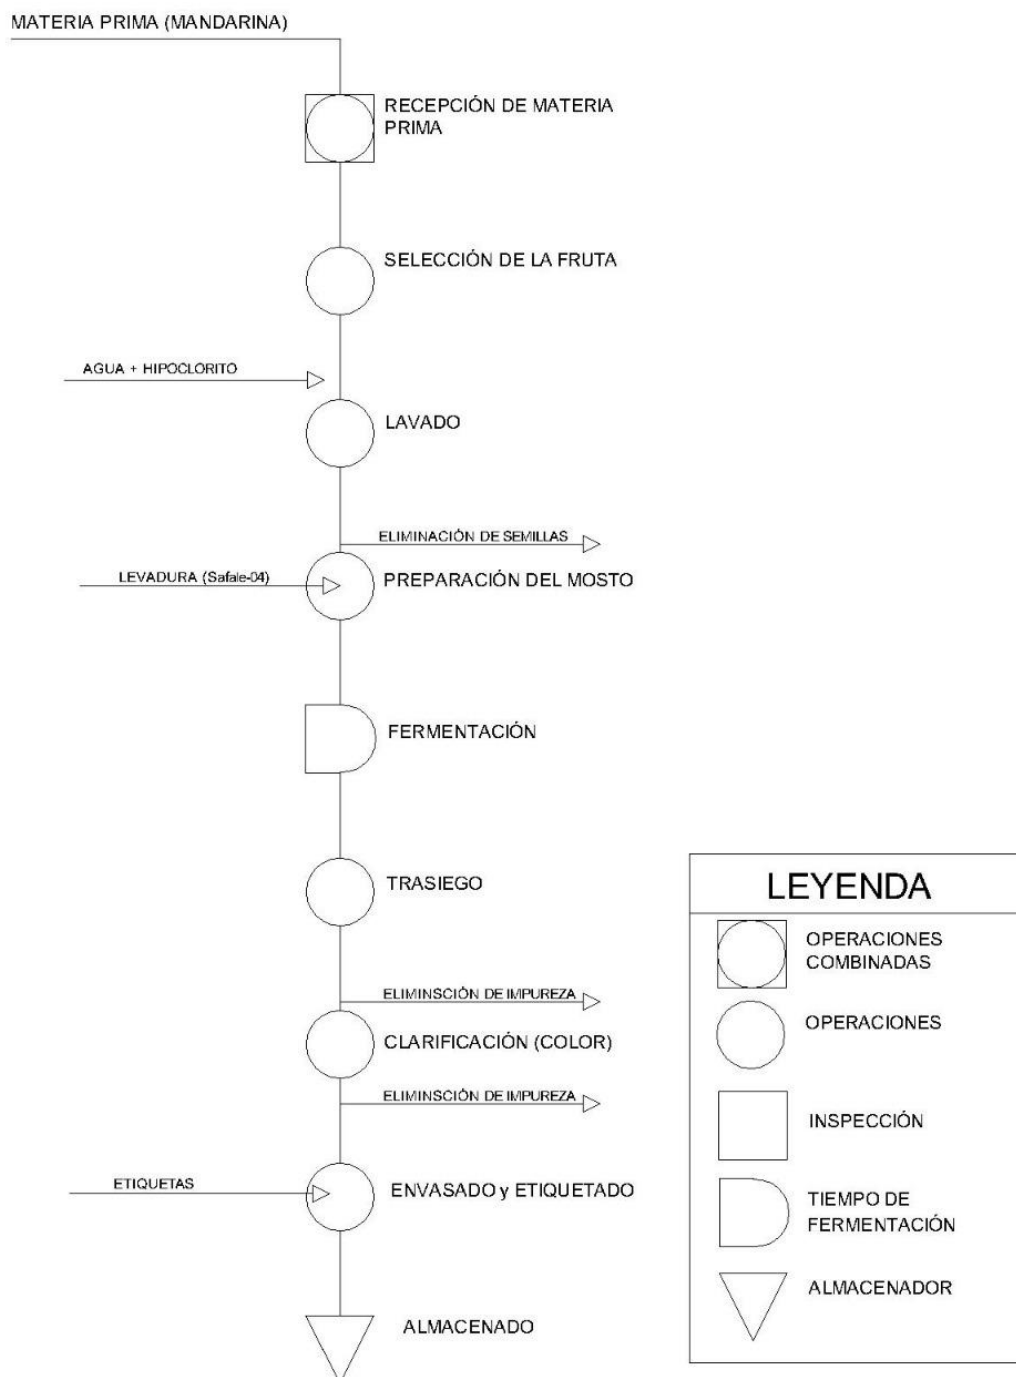 MATERIA PRIMA (MANDARINA)
RECEPCIÓN DE MATERIA
PRIMA
SELECCIÓN DE LA FRUTA
AGUA + HIPOCLORITO
LAVADO
ELIMINACIÓN DE SEMILLAS
LEVADURA (Safale-04)
PREPARACIÓN DEL MOSTO
FERMENTACIÓN
TRASIEGO
ELIMINSCIÓN DE IMPUREZA
CLARIFICACIÓN (COLOR)
ELIMINSCIÓN DE IMPUREZA
ETIQUETAS
ENVASADO y ETIQUETADO
ALMACENADO
LEYENDA
OPERACIONES
COMBINADAS
OPERACIONES
INSPECCIÓN
TIEMPO DE
FERMENTACIÓN
ALMACENADOR